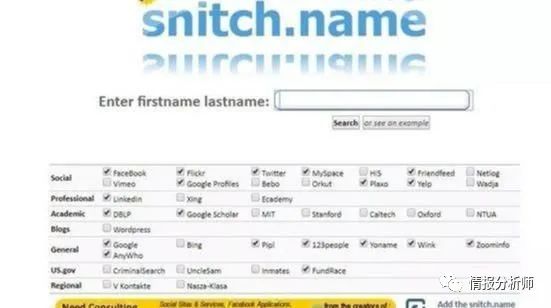 snitch.name
Enter firstname lastname:
Search or see an example
Social FaceBook Flickr Twitter MySpace Hi5 Friendfeed Netlog
Vimeo Google Profiles Bebo Orkut Plaxo Yelp Wadja
Professional Linkedin Xing Ecademy
Academic DBLP Google Scholar MIT Stanford Caltech Oxford NTUA
Blogs Wordpress
General Google Bing Pipl 123people Yoname Wink Zoominfo
AnyWho
US.gov CriminalSearch UncleSam Inmates FundRace
Regional V Kontakte Nasza-Klasa
Need Consulting Social Sites & Services, Facebook Applications, from the creators of : Add the snitch.name
情报分析师